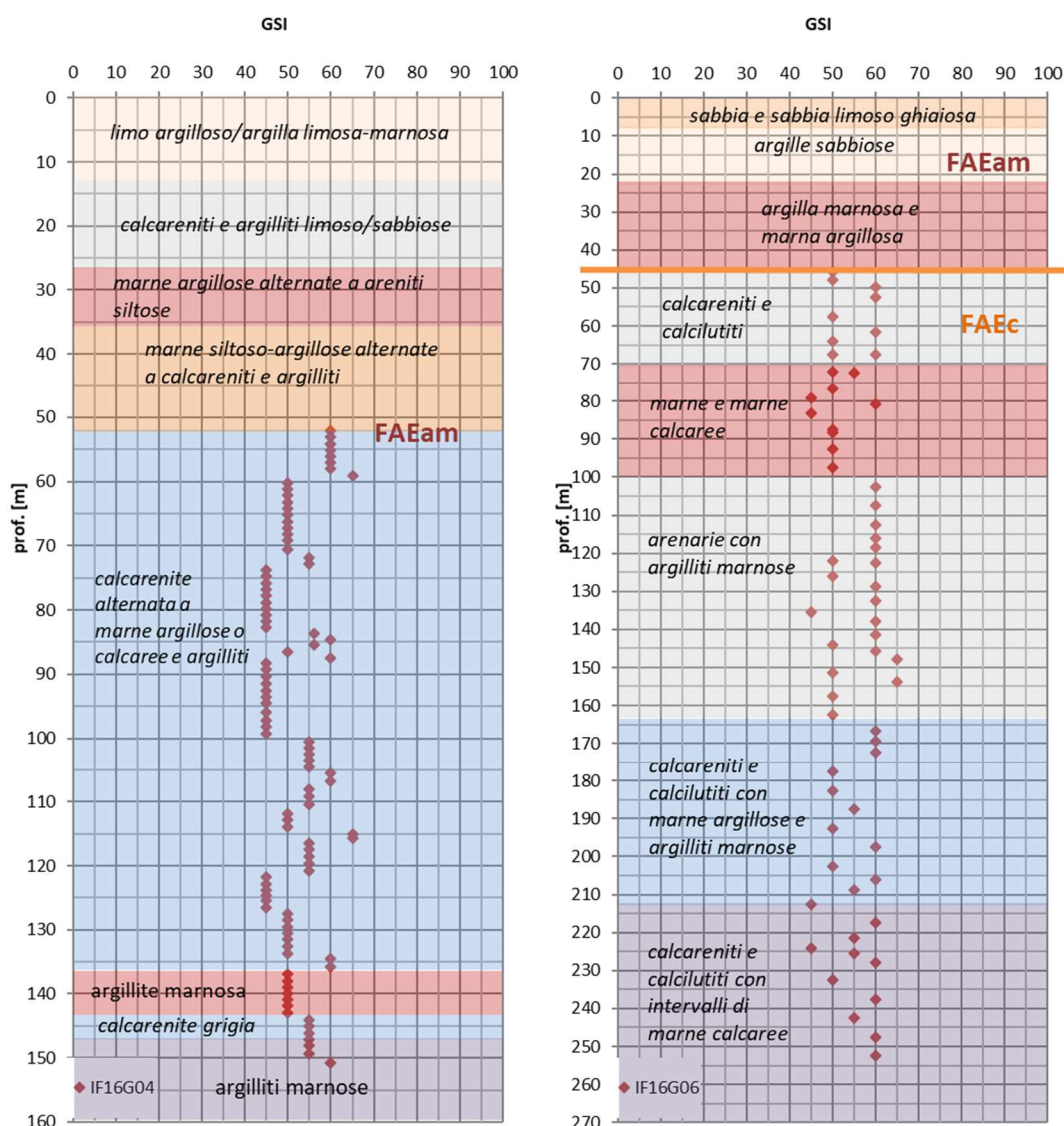 GSI
0 10 20 30 40 50 60 70 80 90 100
0
10
20
30
40
50
60
70
80
90
100
110
120
130
140
150
160
prof. [m]
limo argilloso/argilla limosa-marnosa
calcareniti e argilliti limoso/sabbiose
marne argillose alternate a areniti
siltose
marne siltoso-argillose alternate
a calcareniti e argilliti
FAEam
calcarenite
alternata a
marne argillose o
calcaree e argilliti
argillite marnosa
calcarenite grigia
argilliti marnose
IF16G04
GSI
0 10 20 30 40 50 60 70 80 90 100
0
10
20
30
40
50
60
70
80
90
100
110
120
130
140
150
160
170
180
190
200
210
220
230
240
250
260
270
prof. [m]
sabbia e sabbia limoso ghiaiosa
argille sabbiose
FAEam
argilla marnosa e
marna argillosa
calcareniti e
calcilutiti
FAEc
marne e marne
calcaree
arenarie con
argilliti marnose
calcareniti e
calcilutiti con
marne argillose e
argilliti marnose
calcareniti e
calcilutiti con
intervalli di
marne calcaree
IF16G06